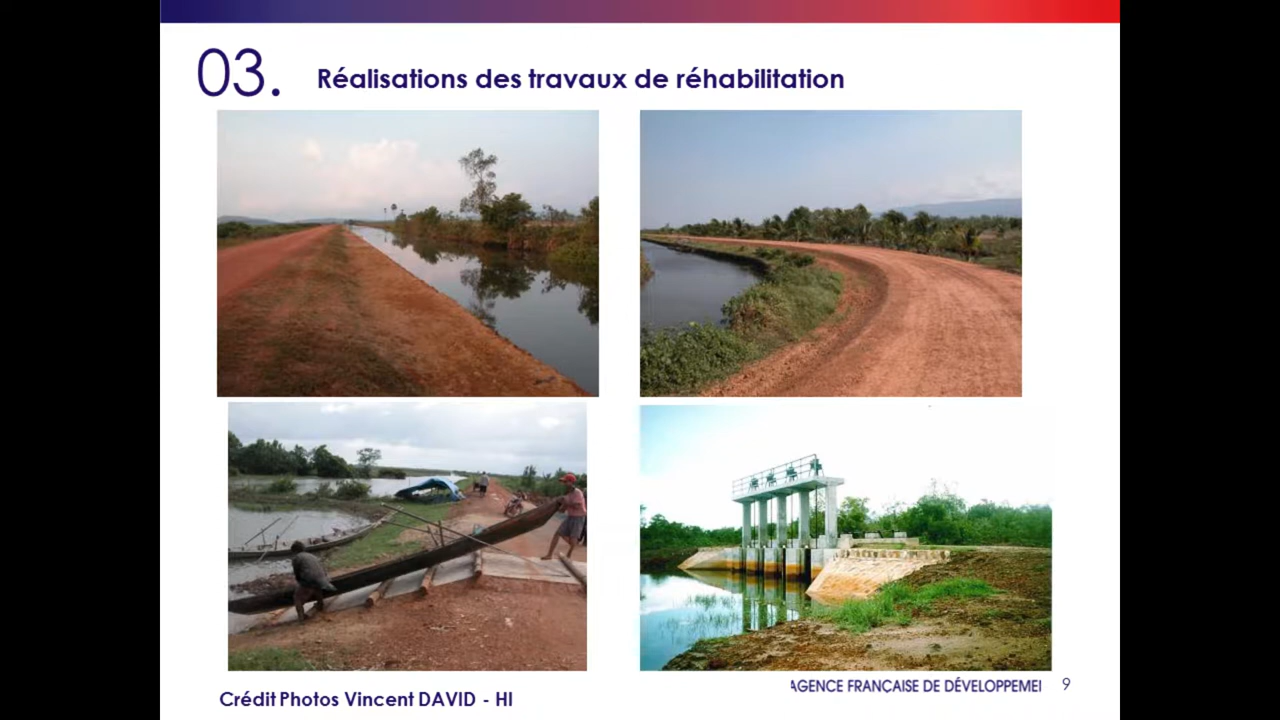 03.
Réalisations des travaux de réhabilitation
Crédit Photos Vincent DAVID - HI
AGENCE FRANÇAISE DE DÉVELOPPEMEI
9